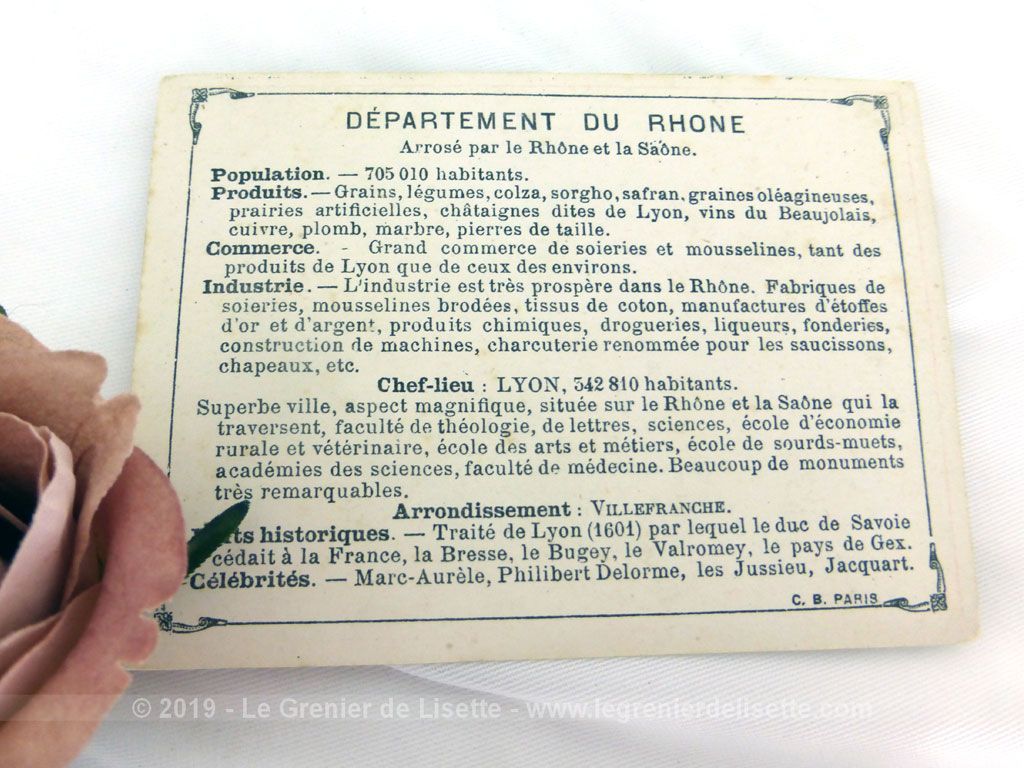 DÉPARTEMENT DU RHONE
Arrosé par le Rhône et la Saône.
Population. — 705 010 habitants.
Produits. — Grains, légumes, colza, sorgho, safran, graines oléagineuses,
prairies artificielles, châtaignes dites de Lyon, vins du Beaujolais,
cuivre, plomb, marbre, pierres de taille.
Commerce. - Grand commerce de soieries et mousselines, tant des
produits de Lyon que de ceux des environs.
Industrie. — L'industrie est très prospère dans le Rhône. Fabriques de
soieries, mousselines brodées, tissus de coton, manufactures d'étoffes
d'or et d'argent, produits chimiques, drogueries, liqueurs, fonderies,
construction de machines, charcuterie renommée pour les saucissons,
chapeaux, etc.
Chef-lieu : LYON, 342 810 habitants.
Superbe ville, aspect magnifique, située sur le Rhône et la Saône qui la
traversent, faculté de théologie, de lettres, sciences, école d'économie
rurale et vétérinaire, école des arts et métiers, école de sourds-muets,
académies des sciences, faculté de médecine. Beaucoup de monuments
très remarquables.
Arrondissement : VILLEFRANCHE.
its historiques. — Traité de Lyon (1601) par lequel le duc de Savoie
cédait à la France, la Bresse, le Bugey, le Valromey, le pays de Gex.
Célébrités. — Marc-Aurèle, Philibert Delorme, les Jussieu, Jacquart.
C. B. PARIS
© 2019 - Le Grenier de Lisette - www.legrenierdelisette.com